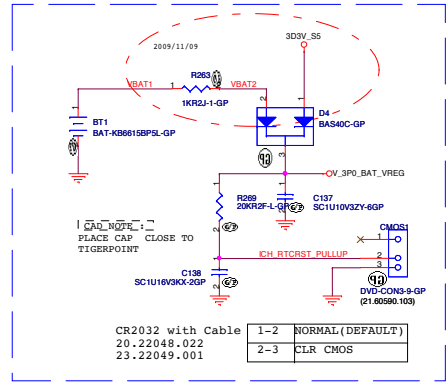 2009/11/09
3D3V_S5
R263
VBAT1
1
2
VBAT2
1KR2J-1-GP
2
1
D4
BAS40C-GP
BT1
BAT-KB6615BPSL-GP
3
V_3P0_BAT_VREG
R269
20KR2F-L-GP
C137
SC1U10V3ZY-6GP
CAD NOTE :
PLACE CAP CLOSE TO
TIGERPOINT
CMOS1
1
ICH_RTCRST_PULLUP
2
3
C138
SC1U16V3KX-2GP
DVD-CON3-9-GP
(21.60590.103)
CR2032 with Cable
20.22048.022
23.22049.001
1-2 NORMAL(DEFAULT)
2-3 CLR CMOS